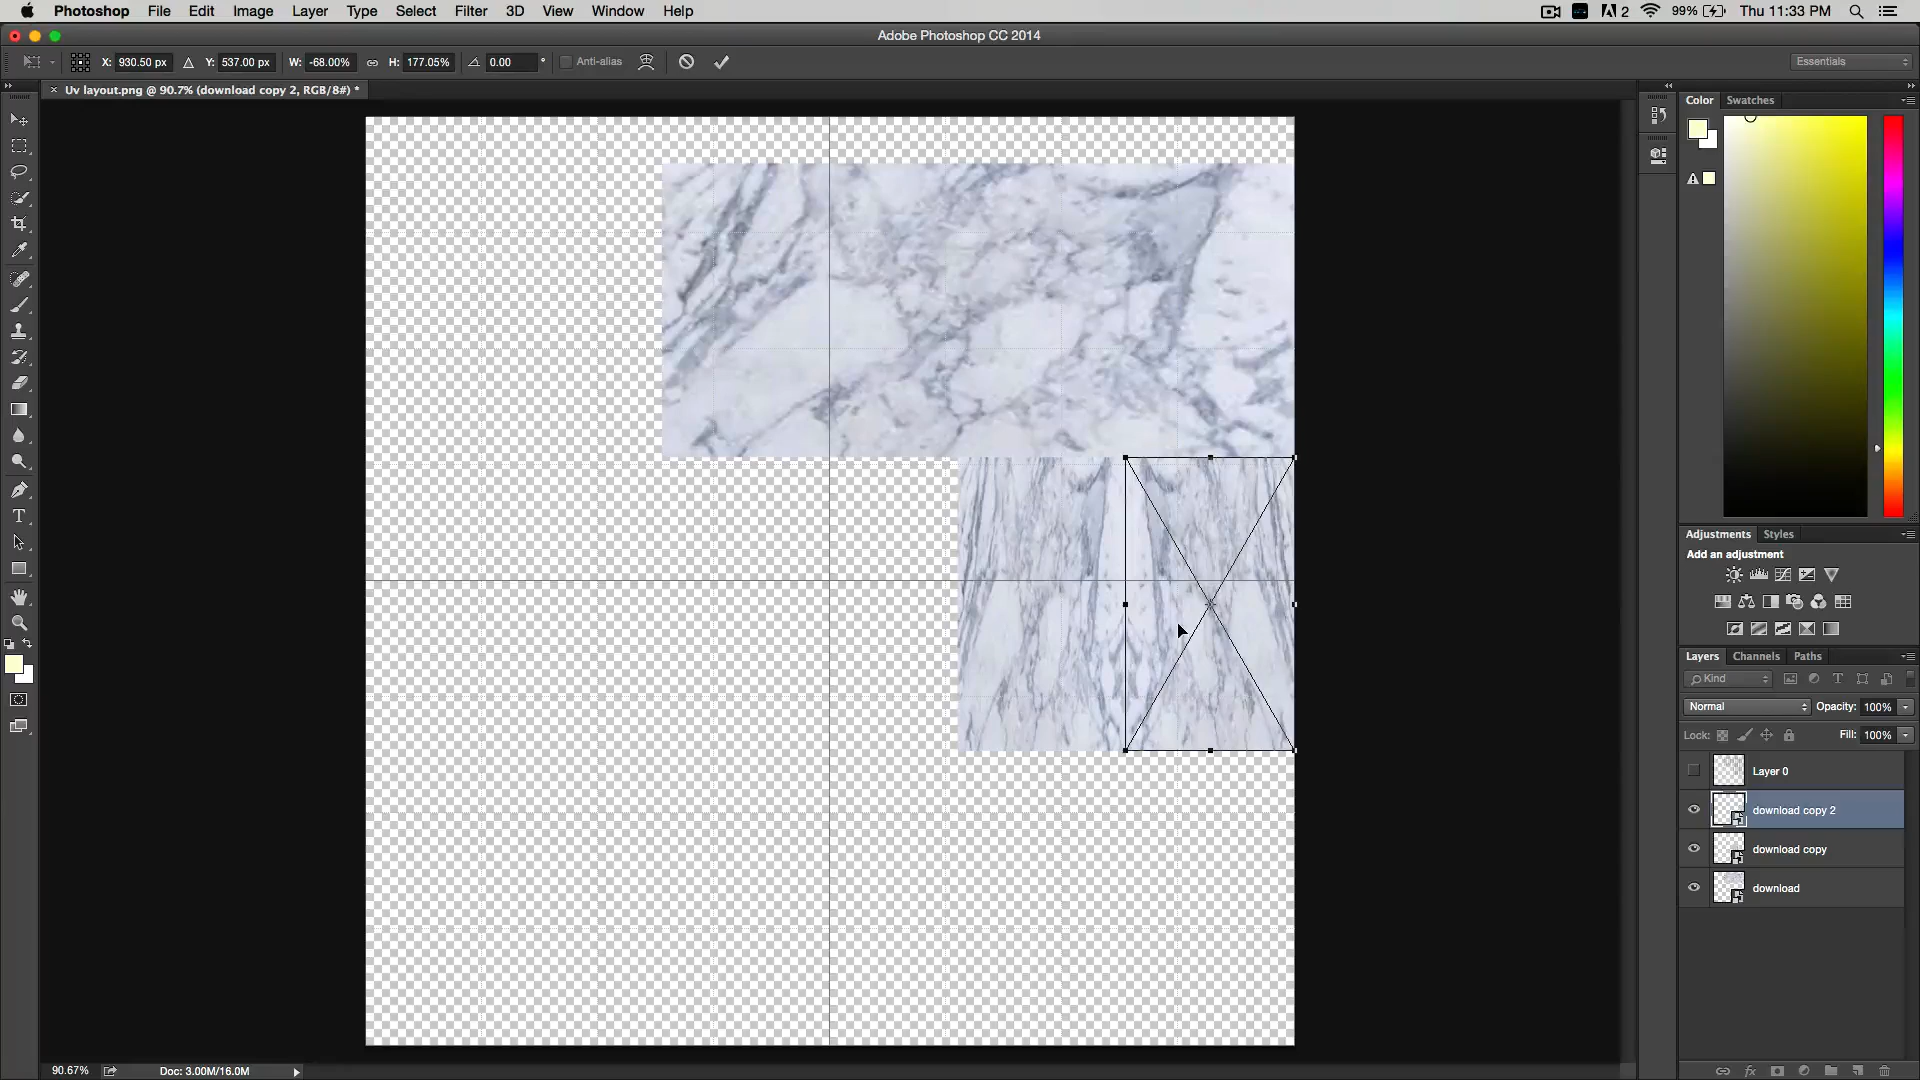 Photoshop File Edit Image Layer Type Select Filter 3D View Window Help 2 99% Thu 11:33 PM
Adobe Photoshop CC 2014
X: 930.50 px Y: 537.00 px W: -68.00% H: 177.05% 0.00 ° Anti-alias Essentials
× Uv layout.png @ 90.7% (download copy 2, RGB/8#) *
Color Swatches
Adjustments Styles
Add an adjustment
Layers Channels Paths
Kind T
Normal Opacity: 100%
Lock: Fill: 100%
Layer 0
download copy 2
download copy
download
fx
T
90.67% Doc: 3.00M/16.0M